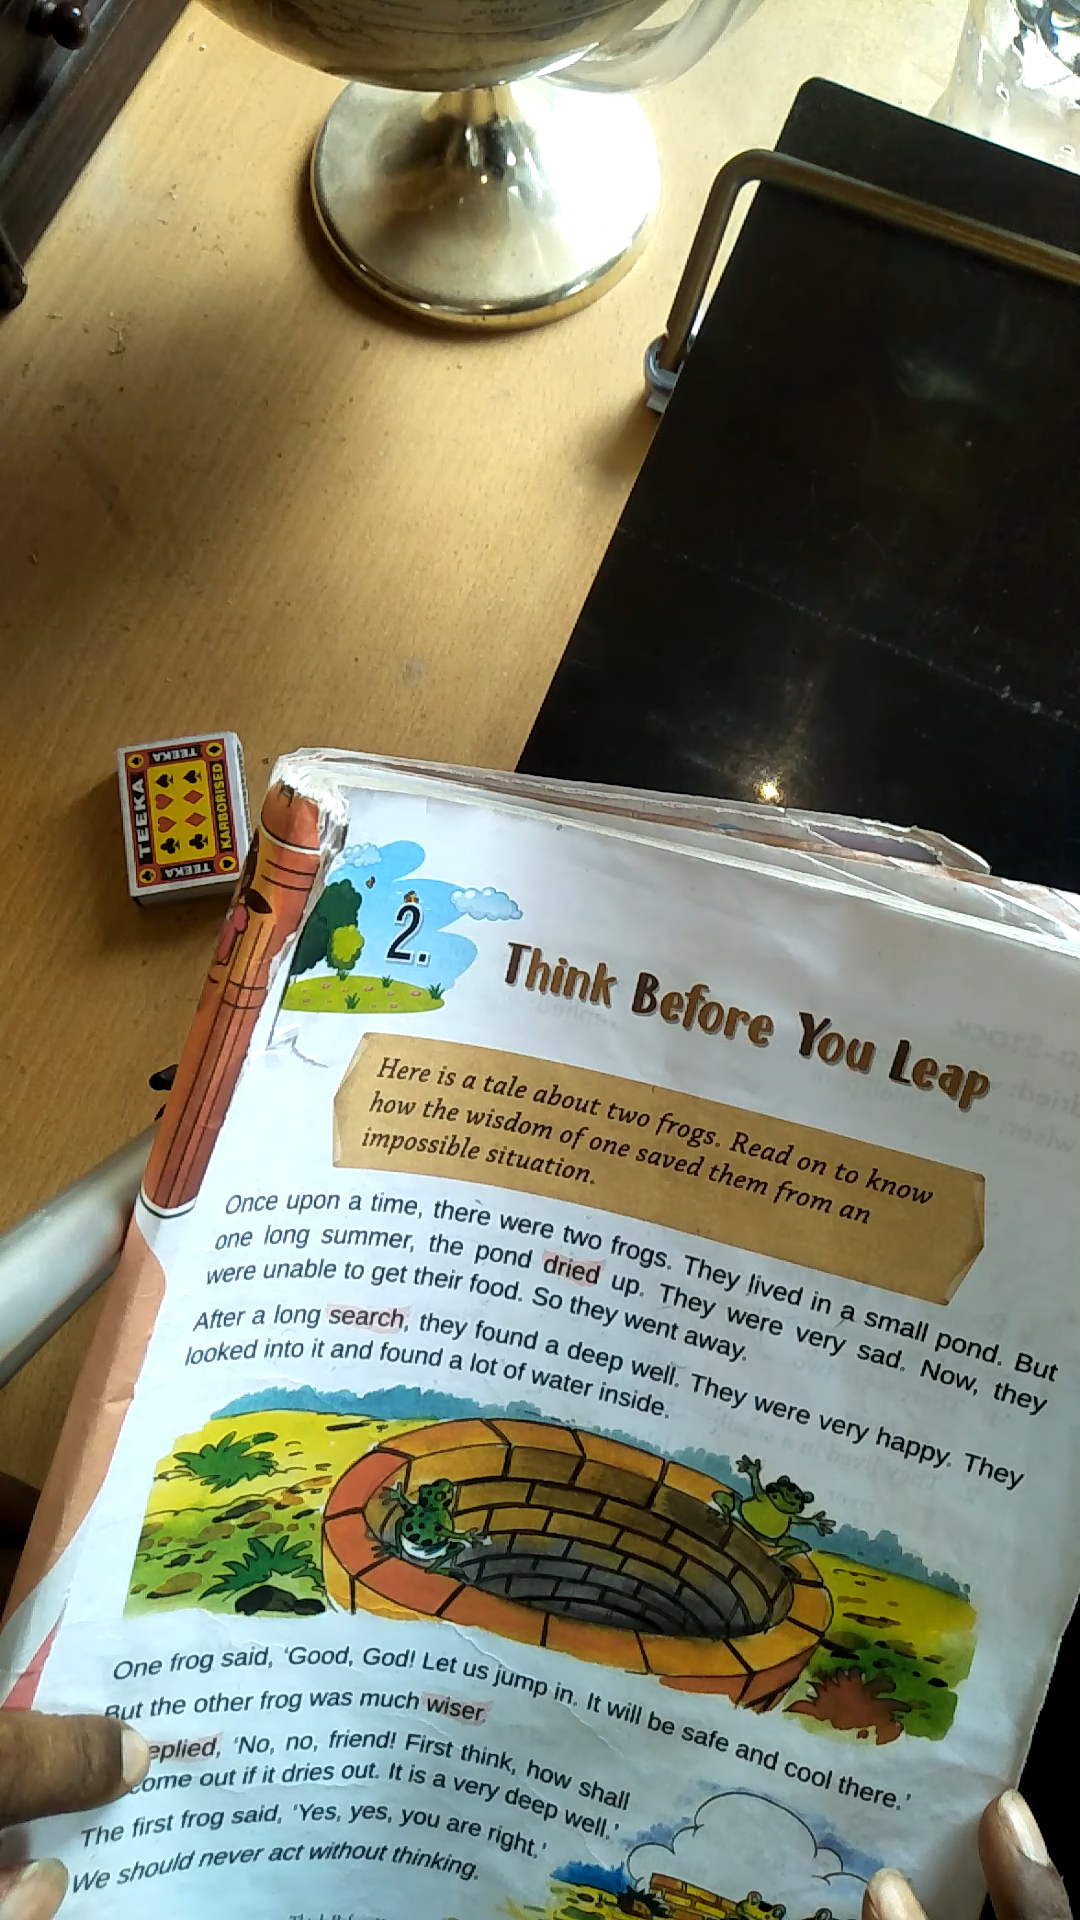 TEEKA
TEEKA
KARBORISED
TEEKA
2.
Think Before You Leap
Here is a tale about two frogs. Read on to know
how the wisdom of one saved them from an
impossible situation.
Once upon a time, there were two frogs. They lived in a small pond. But
one long summer, the pond dried up. They were very sad. Now, they
were unable to get their food. So they went away.
After a long search, they found a deep well. They were very happy. They
looked into it and found a lot of water inside.
One frog said, ‘Good, God! Let us jump in. It will be safe and cool there.’
But the other frog was much wiser.
eplied, ‘No, no, friend! First think, how shall
come out if it dries out. It is a very deep well.’
The first frog said, ‘Yes, yes, you are right.’
We should never act without thinking.